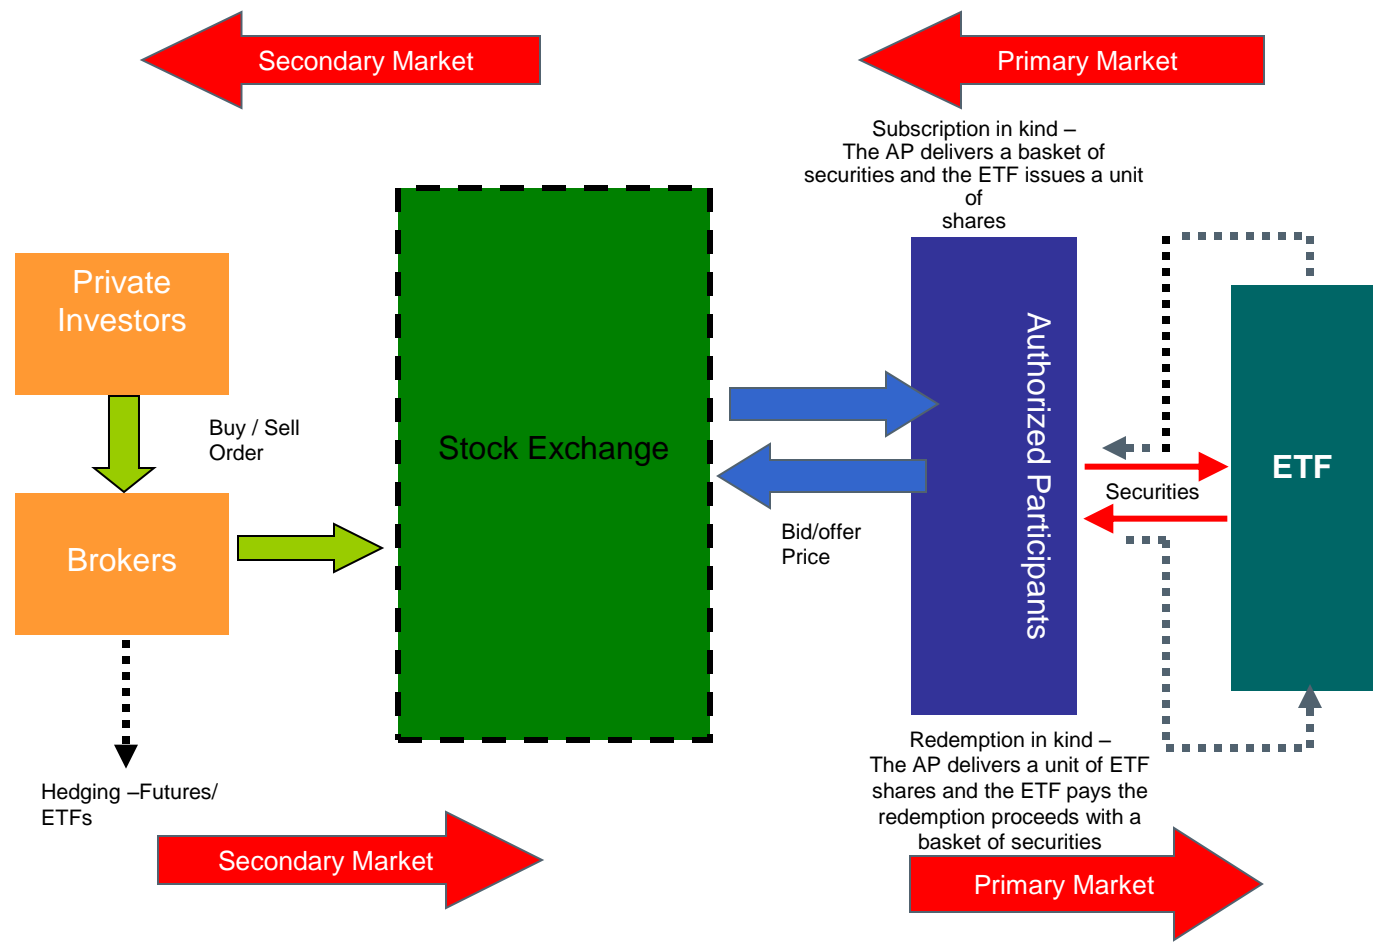 Secondary Market
Primary Market
Subscription in kind –
The AP delivers a basket of
securities and the ETF issues a unit
of
shares
Private
Investors
Buy / Sell
Order
Brokers
Hedging –Futures/
ETFs
Stock Exchange
Bid/offer
Price
Authorized Participants
Securities
ETF
Redemption in kind –
The AP delivers a unit of ETF
shares and the ETF pays the
redemption proceeds with a
basket of securities
Secondary Market
Primary Market